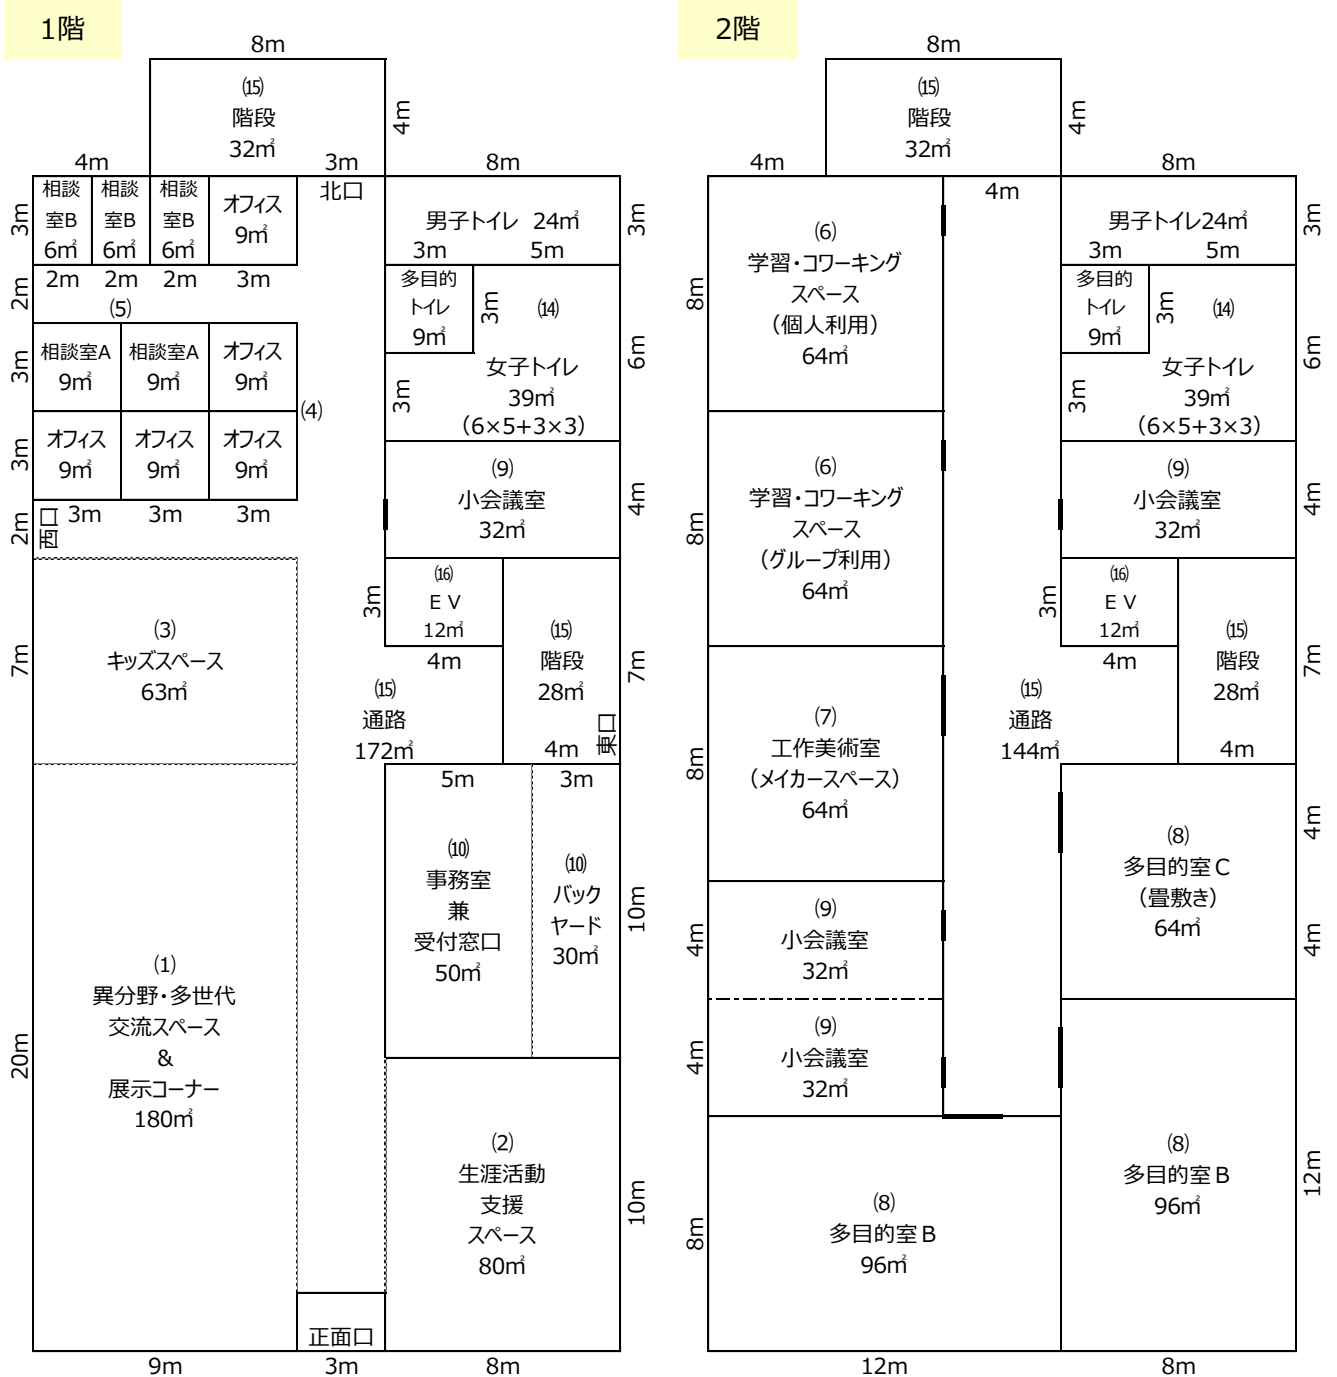 1階
8m
⒂
階段
32㎡
4m
4m
3m
8m
北口
3m
相談
室B
6㎡
相談
室B
6㎡
相談
室B
6㎡
オフィス
9㎡
男子トイレ 24㎡
3m
3m
5m
2m
2m
2m
3m
2m
⑸
多目的
トイレ
9㎡
3m
⒁
女子トイレ
39㎡
(6×5+3×3)
6m
3m
3m
相談室A
9㎡
相談室A
9㎡
オフィス
9㎡
⑷
3m
オフィス
9㎡
オフィス
9㎡
オフィス
9㎡
3m
3m
3m
2m
西口
⑼
小会議室
32㎡
4m
3m
⒃
ＥＶ
12㎡
4m
⒂
階段
28㎡
7m
4m
東口
7m
⑶
キッズスペース
63㎡
⒂
通路
172㎡
5m
3m
⑽
事務室
兼
受付窓口
50㎡
⑽
バック
ヤード
30㎡
10m
20m
⑴
異分野・多世代
交流スペース
&
展示コーナー
180㎡
⑵
生涯活動
支援
スペース
80㎡
10m
正面口
9m
3m
8m
2階
8m
⒂
階段
32㎡
4m
4m
8m
4m
8m
⑹
学習・コワーキング
スペース
（個人利用）
64㎡
男子トイレ24㎡
3m
3m
5m
多目的
トイレ
9㎡
3m
⒁
女子トイレ
39㎡
(6×5+3×3)
6m
3m
8m
⑹
学習・コワーキング
スペース
（グループ利用）
64㎡
⑼
小会議室
32㎡
4m
3m
⒃
ＥＶ
12㎡
4m
⒂
階段
28㎡
7m
4m
8m
⑺
工作美術室
（メイカースペース）
64㎡
⒂
通路
144㎡
4m
⑻
多目的室Ｃ
（畳敷き）
64㎡
4m
4m
⑼
小会議室
32㎡
4m
⑼
小会議室
32㎡
⑻
多目的室Ｂ
96㎡
12m
8m
⑻
多目的室Ｂ
96㎡
12m
8m